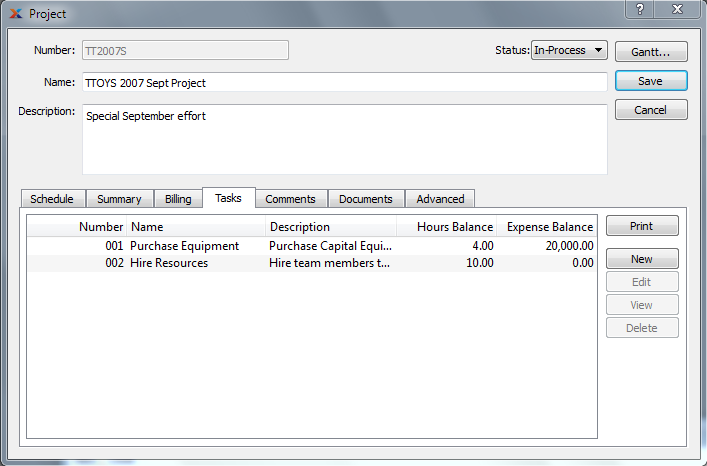 Project
Number: TT2007S Status: In-Process Gantt...
Name: TTOYS 2007 Sept Project Save
Description: Special September effort Cancel
Schedule Summary Billing Tasks Comments Documents Advanced
Number Name Description Hours Balance Expense Balance Print
001 Purchase Equipment Purchase Capital Equi... 4.00 20,000.00
002 Hire Resources Hire team members t... 10.00 0.00 New
Edit
View
Delete